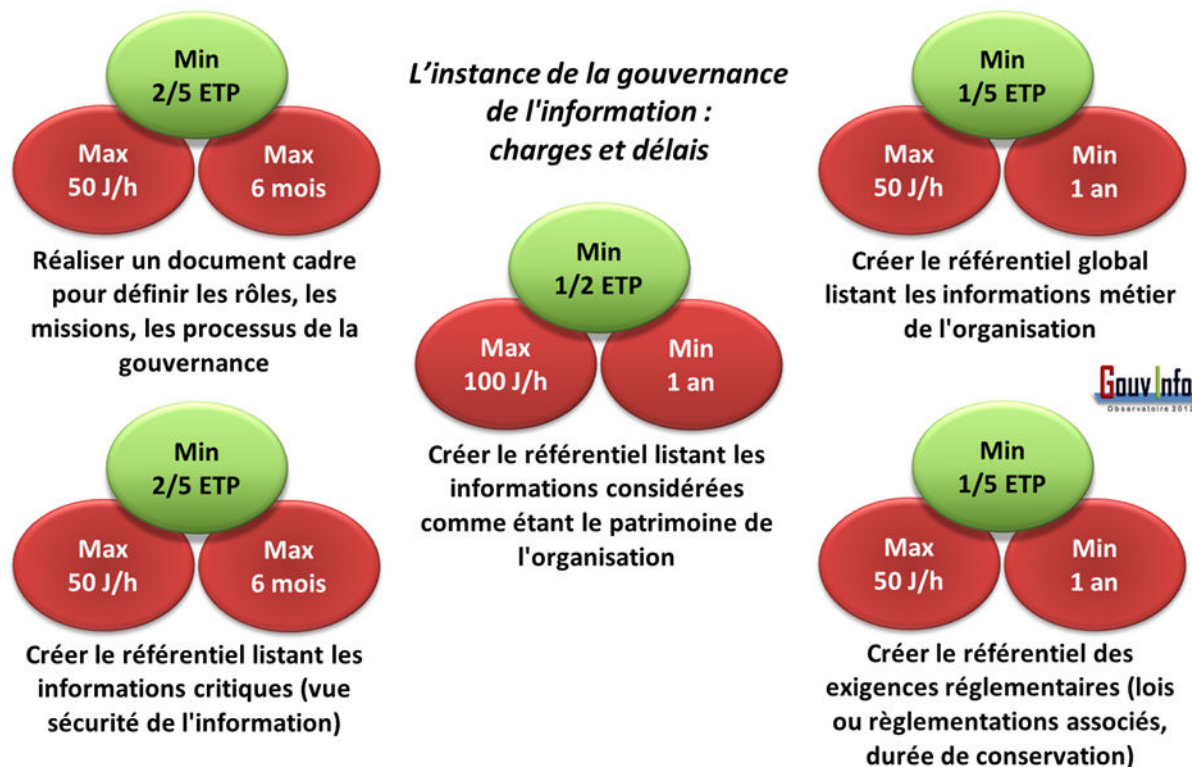 L'instance de la gouvernance
de l'information :
charges et délais
Min
2/5 ETP
Max
50 J/h
Max
6 mois
Réaliser un document cadre
pour définir les rôles, les
missions, les processus de la
gouvernance
Min
1/5 ETP
Max
50 J/h
Min
1 an
Créer le référentiel global
listant les informations métier
de l'organisation
Min
1/2 ETP
Max
100 J/h
Min
1 an
Créer le référentiel listant les
informations considérées
comme étant le patrimoine de
l'organisation
Gouv Info
Min
2/5 ETP
Max
50 J/h
Max
6 mois
Créer le référentiel listant les
informations critiques (vue
sécurité de l'information)
Min
1/5 ETP
Max
50 J/h
Min
1 an
Créer le référentiel des
exigences réglementaires (lois
ou règlementations associés,
durée de conservation)